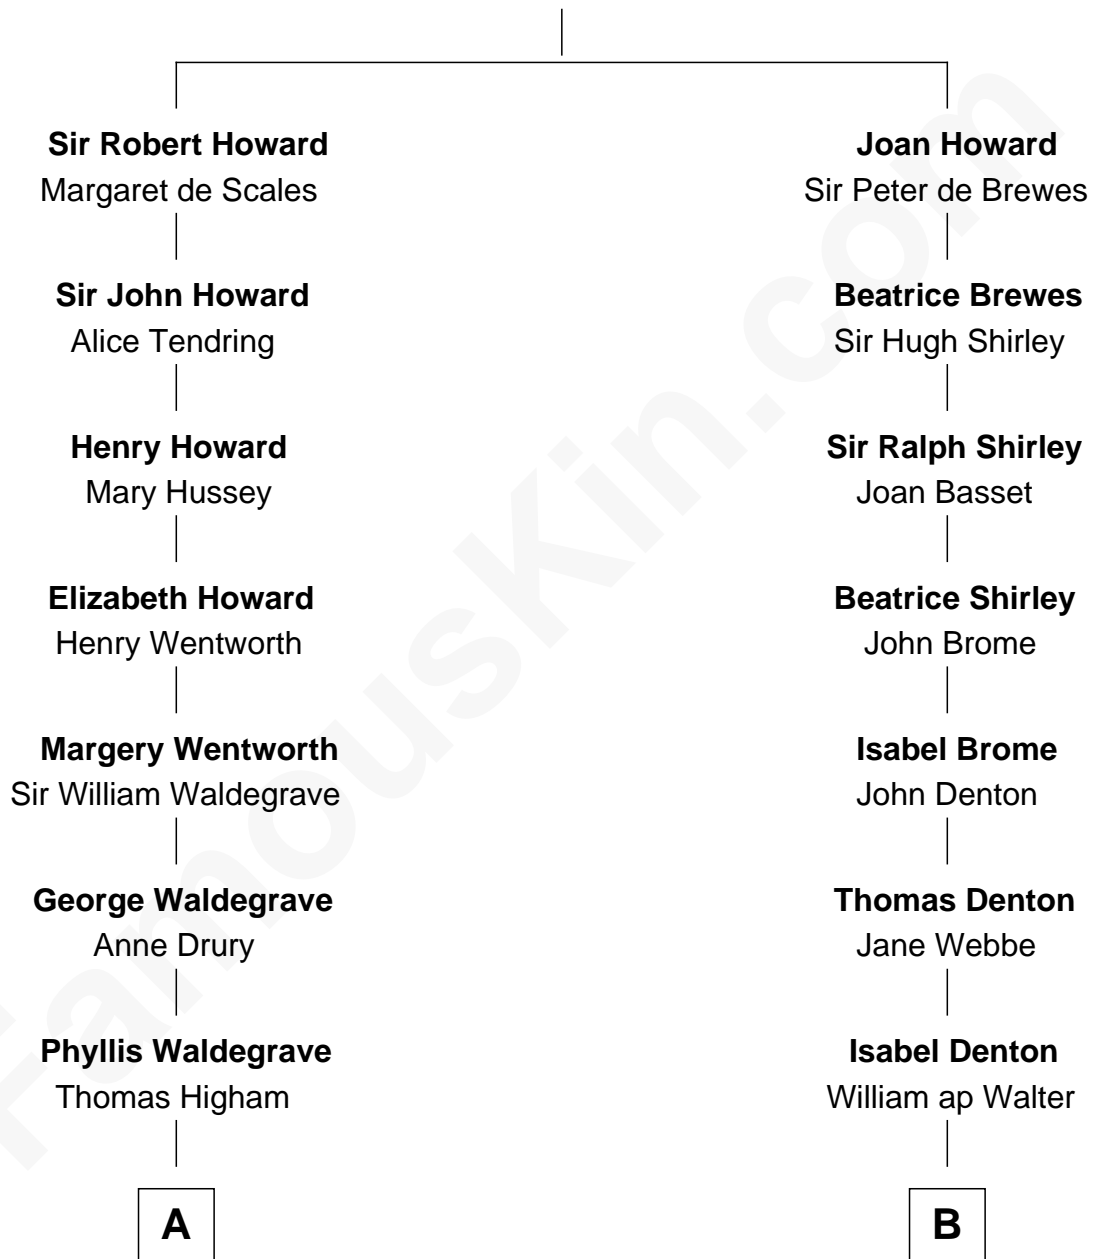 Sir Robert Howard
Margaret de Scales
Sir John Howard
Alice Tendring
Henry Howard
Mary Hussey
Elizabeth Howard
Henry Wentworth
Margery Wentworth
Sir William Waldegrave
George Waldegrave
Anne Drury
Phyllis Waldegrave
Thomas Higham
A
Joan Howard
Sir Peter de Brewes
Beatrice Brewes
Sir Hugh Shirley
Sir Ralph Shirley
Joan Basset
Beatrice Shirley
John Brome
Isabel Brome
John Denton
Thomas Denton
Jane Webbe
Isabel Denton
William ap Walter
B
FamousKin.com